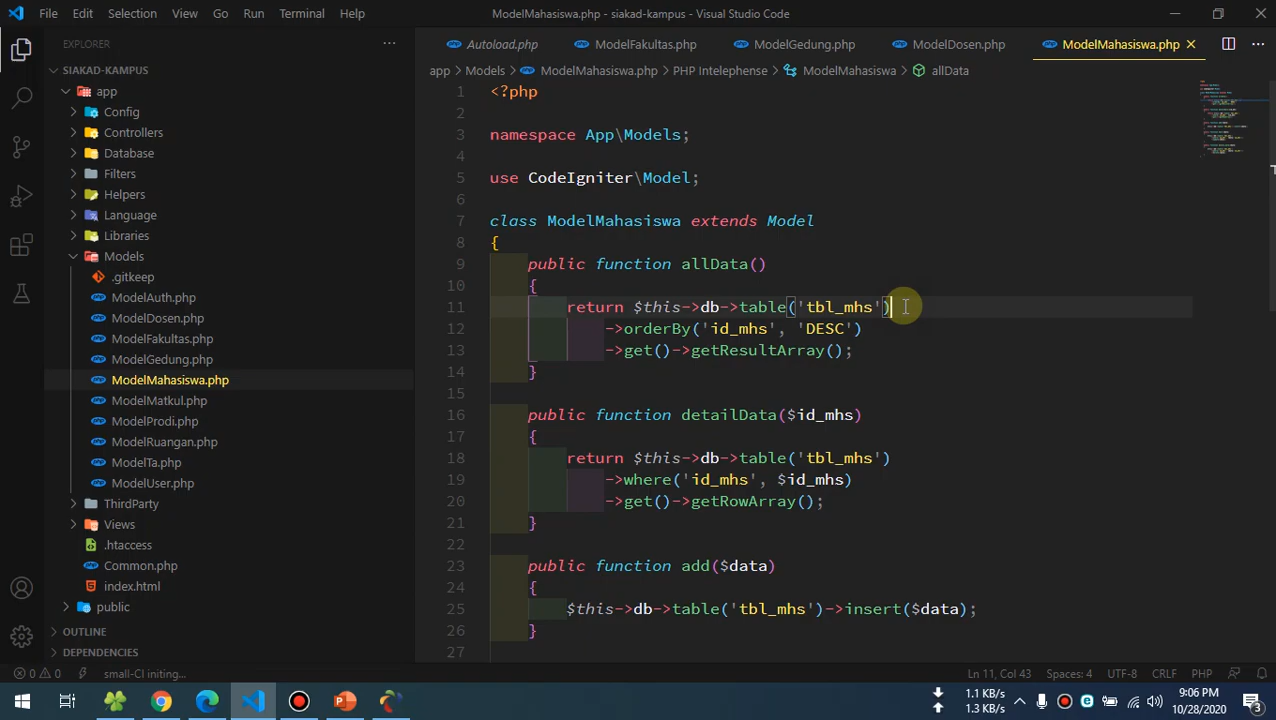 File Edit Selection View Go Run Terminal Help
ModelMahasiswa.php - siakad-kampus - Visual Studio Code
EXPLORER
Autoload.php ModelFakultas.php ModelGedung.php ModelDosen.php ModelMahasiswa.php
SIAKAD-KAMPUS
app
Config
Controllers
Database
Filters
Helpers
Language
Libraries
Models
.gitkeep
ModelAuth.php
ModelDosen.php
ModelFakultas.php
ModelGedung.php
ModelMahasiswa.php
ModelMatkul.php
ModelProdi.php
ModelRuangan.php
ModelTa.php
ModelUser.php
ThirdParty
Views
.htaccess
Common.php
index.html
public
OUTLINE
DEPENDENCIES
app > Models > ModelMahasiswa.php > PHP Intelephense > ModelMahasiswa > allData
1 <?php
2
3 namespace App\Models;
4
5 use CodeIgniter\Model;
6
7 class ModelMahasiswa extends Model
8 {
9 public function allData()
10 {
11 return $this->db->table('tbl_mhs')
12 ->orderBy('id_mhs', 'DESC')
13 ->get()->getResultArray();
14 }
15
16 public function detailData($id_mhs)
17 {
18 return $this->db->table('tbl_mhs')
19 ->where('id_mhs', $id_mhs)
20 ->get()->getRowArray();
21 }
22
23 public function add($data)
24 {
25 $this->db->table('tbl_mhs')->insert($data);
26 }
27
0 0 small-CI initing... Ln 11, Col 43 Spaces: 4 UTF-8 CRLF PHP
1.1 KB/s
1.3 KB/s
9:06 PM
10/28/2020
3